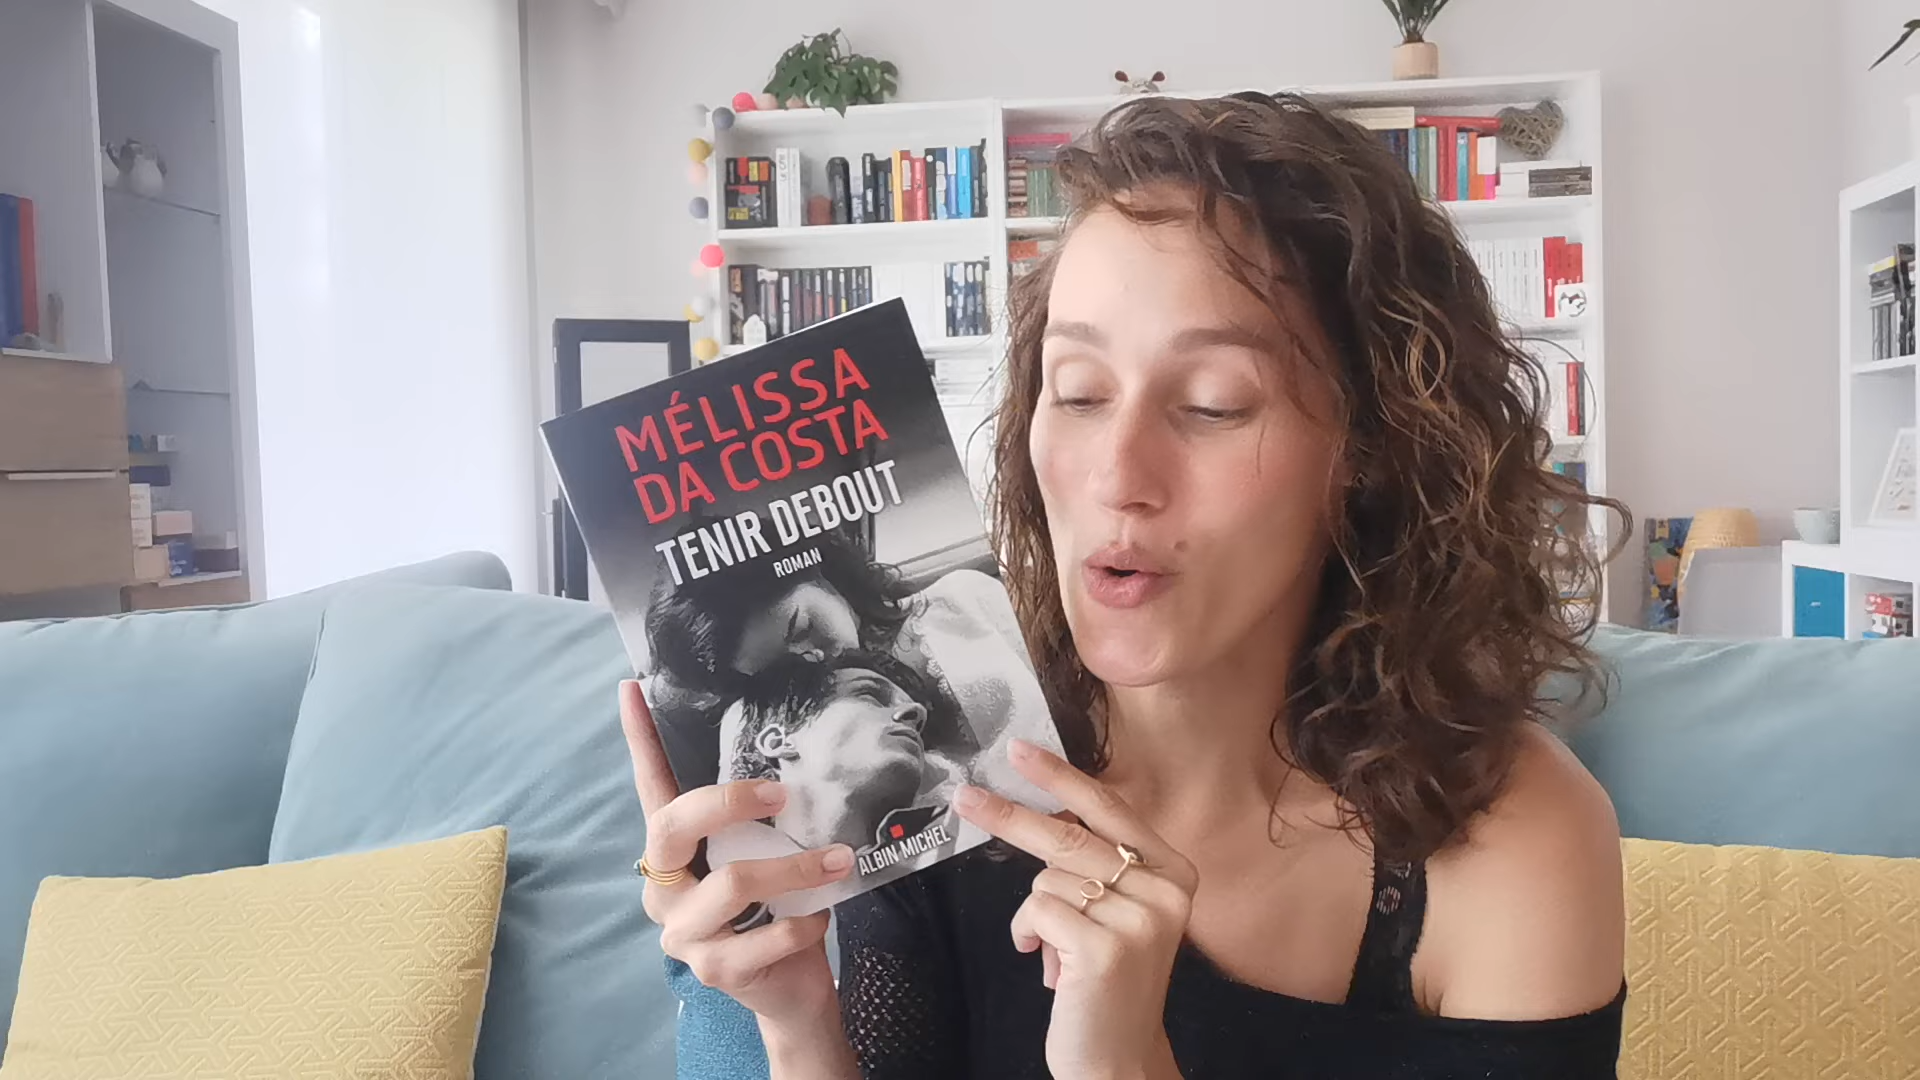 MÉLISSA
DA COSTA
TENIR DEBOUT
ROMAN
ALBIN MICHEL